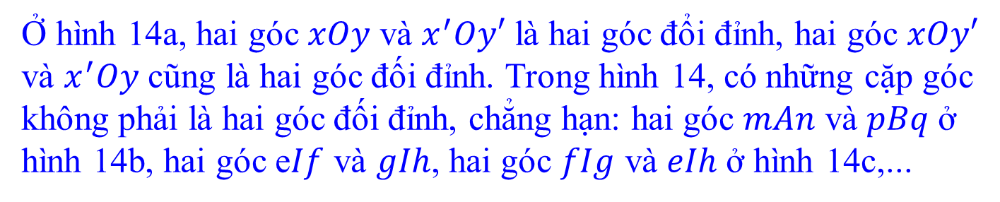 Ở hình 14a, hai góc xOy và x′Oy′ là hai góc đổi đỉnh, hai góc xOy′
và x′Oy cũng là hai góc đối đỉnh. Trong hình 14, có những cặp góc
không phải là hai góc đối đỉnh, chẳng hạn: hai góc mAn và pBq ở
hình 14b, hai góc eIf và gIh, hai góc fIg và eIh ở hình 14c,...